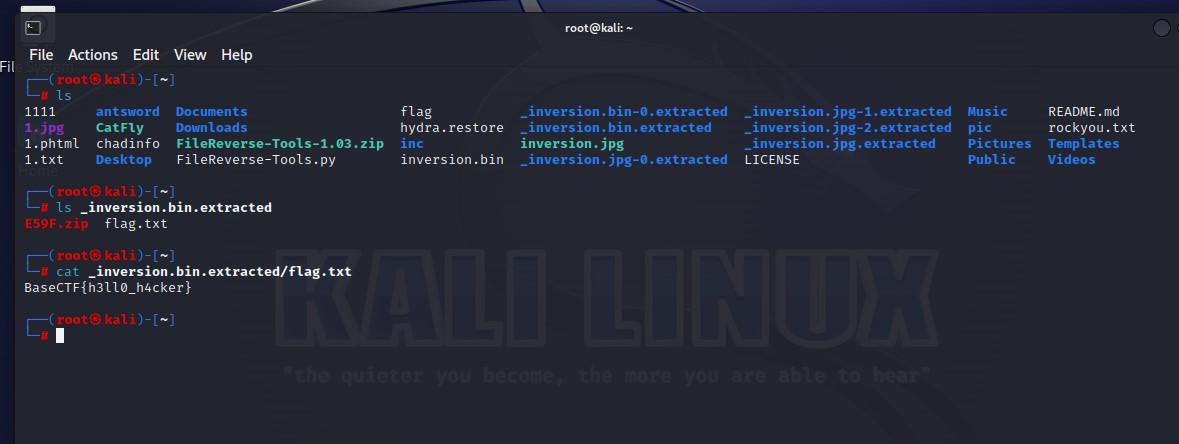 root@kali: ~
File Actions Edit View Help
File System
┌──(root㉿kali)-[~]
└─# ls
1111 antsword Documents flag _inversion.bin-0.extracted _inversion.jpg-1.extracted Music README.md
1.jpg CatFly Downloads hydra.restore _inversion.bin.extracted _inversion.jpg-2.extracted pic rockyou.txt
1.phtml chadinfo FileReverse-Tools-1.03.zip inc inversion.jpg _inversion.jpg.extracted Pictures Templates
1.txt Desktop FileReverse-Tools.py inversion.bin _inversion.jpg-0.extracted LICENSE Public Videos
Home
┌──(root㉿kali)-[~]
└─# ls _inversion.bin.extracted
E59F.zip flag.txt
┌──(root㉿kali)-[~]
└─# cat _inversion.bin.extracted/flag.txt
BaseCTF{h3ll0_h4cker}
┌──(root㉿kali)-[~]
└─#
KALI LINUX
"the quieter you become, the more you are able to hear"